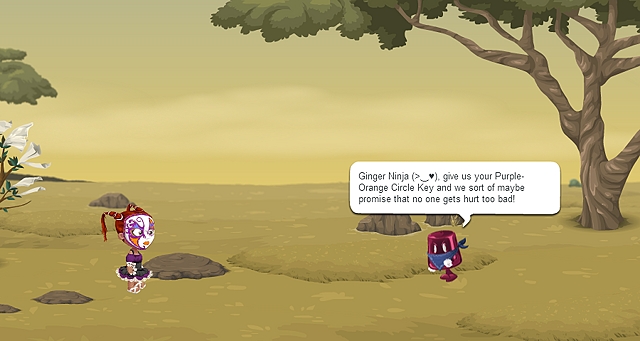 Ginger Ninja (>‿♥), give us your Purple-
Orange Circle Key and we sort of maybe
promise that no one gets hurt too bad!